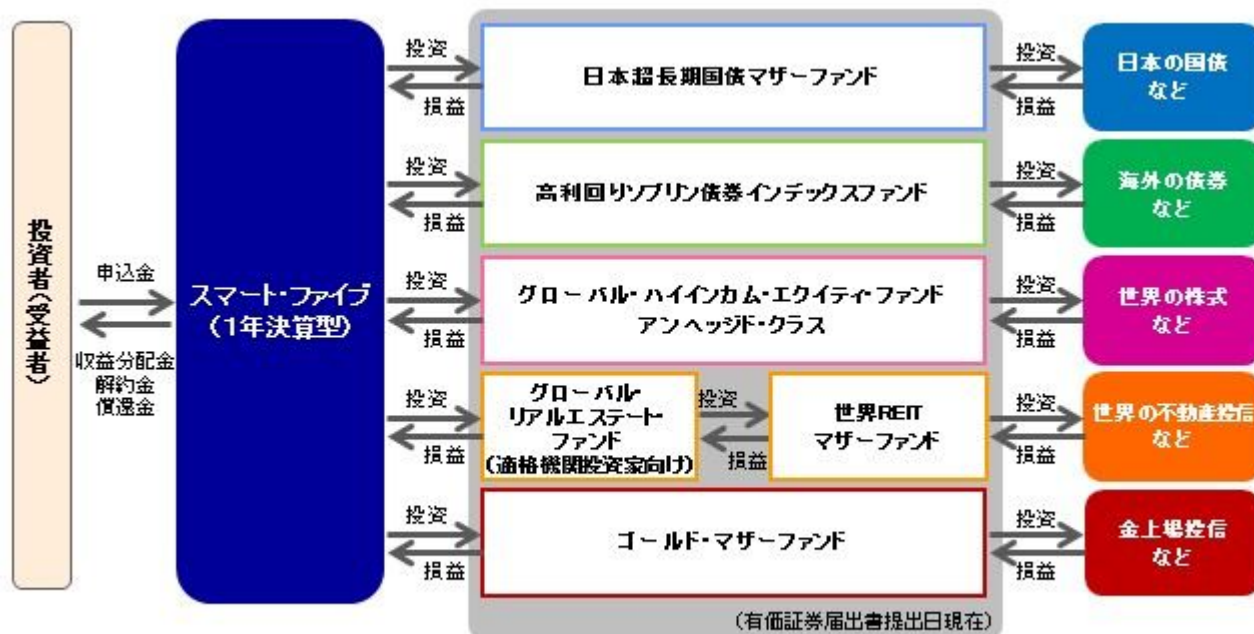 投資者(受益者)
申込金
収益分配金
解約金
償還金
スマート・ファイブ
(1年決算型)
投資
損益
日本超長期国債マザーファンド
投資
損益
日本の国債
など
投資
損益
高利回りソブリン債券インデックスファンド
投資
損益
海外の債券
など
投資
損益
グローバル・ハイインカム・エクイティ・ファンド
アンヘッジド・クラス
投資
損益
世界の株式
など
投資
損益
グローバル・
リアルエステート・
ファンド
(適格機関投資家向け)
投資
損益
世界REIT
マザーファンド
投資
損益
世界の不動産投信
など
投資
損益
ゴールド・マザーファンド
投資
損益
金上場投信
など
(有価証券届出書提出日現在)